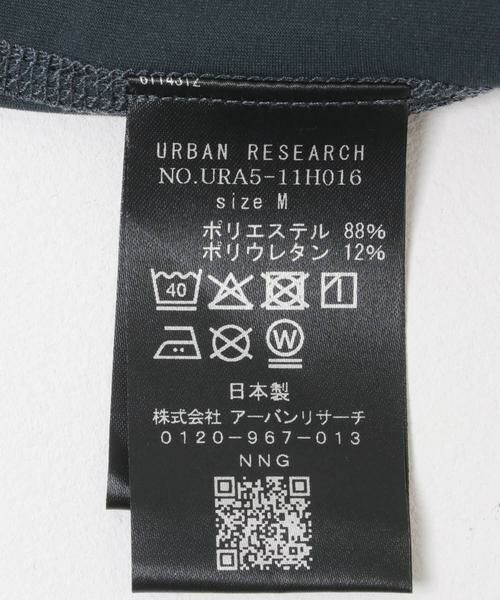 6114312
URBAN RESEARCH
NO.URA5-11H016
size M
ポリエステル 88%
ポリウレタン 12%
40
W
日本製
株式会社 アーバンリサーチ
0120-967-013
NNG